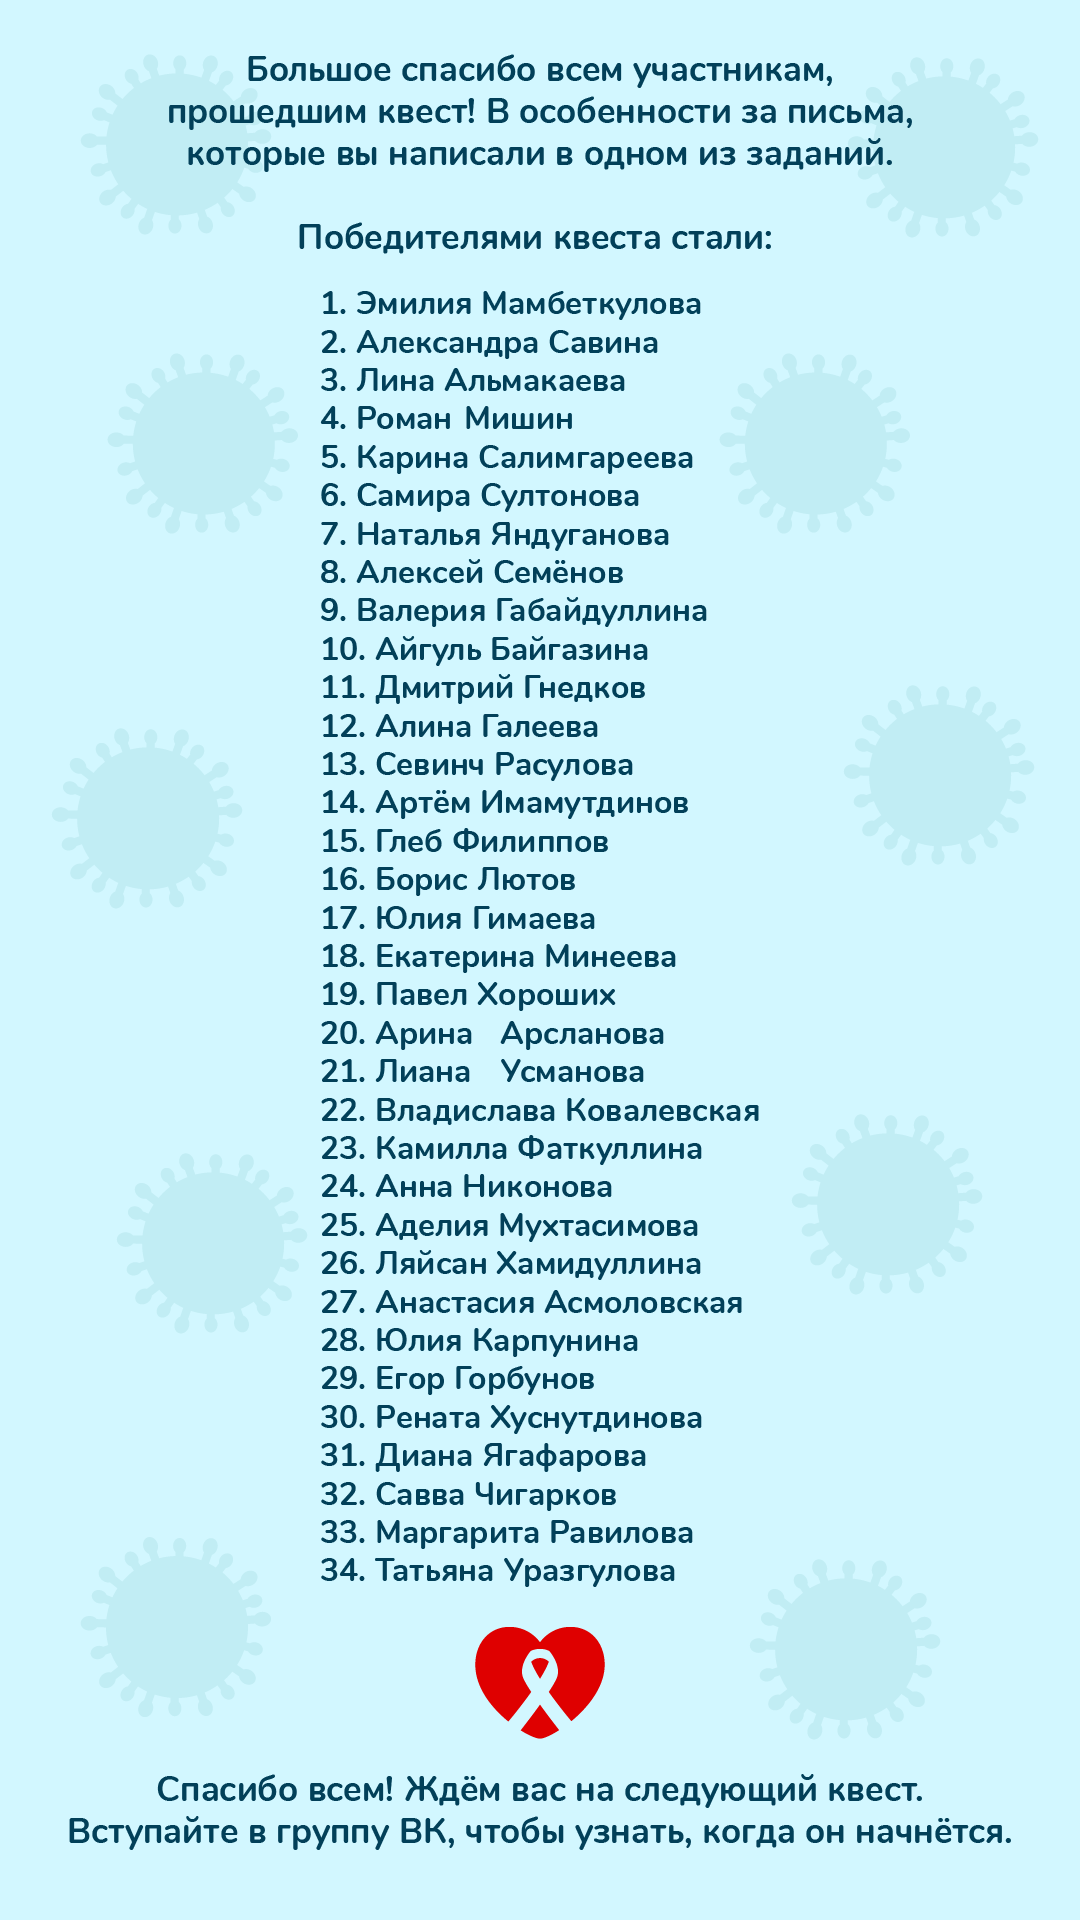 Большое спасибо всем участникам,
прошедшим квест! В особенности за письма,
которые вы написали в одном из заданий.
Победителями квеста стали:
1. Эмилия Мамбеткулова
2. Александра Савина
3. Лина Альмакаева
4. Роман Мишин
5. Карина Салимгареева
6. Самира Султонова
7. Наталья Яндуганова
8. Алексей Семёнов
9. Валерия Габайдуллина
10. Айгуль Байгазина
11. Дмитрий Гнедков
12. Алина Галеева
13. Севинч Расулова
14. Артём Имамутдинов
15. Глеб Филиппов
16. Борис Лютов
17. Юлия Гимаева
18. Екатерина Минеева
19. Павел Хороших
20. Арина Арсланова
21. Лиана Усманова
22. Владислава Ковалевская
23. Камилла Фаткуллина
24. Анна Никонова
25. Аделия Мухтасимова
26. Ляйсан Хамидуллина
27. Анастасия Асмоловская
28. Юлия Карпунина
29. Егор Горбунов
30. Рената Хуснутдинова
31. Диана Ягафарова
32. Савва Чигарков
33. Маргарита Равилова
34. Татьяна Уразгулова
Спасибо всем! Ждём вас на следующий квест.
Вступайте в группу ВК, чтобы узнать, когда он начнётся.